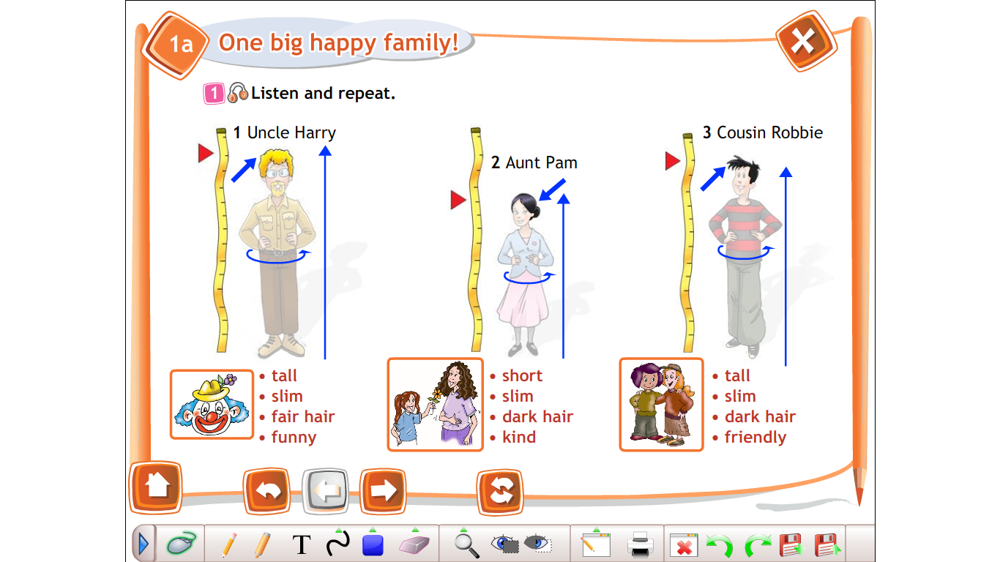 1a One big happy family!
1 Listen and repeat.
1 Uncle Harry
• tall
• slim
• fair hair
• funny
2 Aunt Pam
• short
• slim
• dark hair
• kind
3 Cousin Robbie
• tall
• slim
• dark hair
• friendly
T